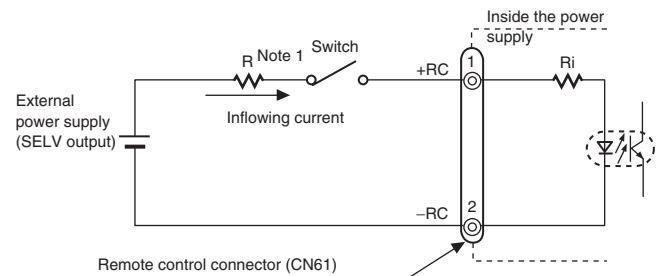 Inside the power
supply
R Note 1 Switch
+RC
1
Ri
External
power supply
(SELV output)
Inflowing current
−RC
2
Remote control connector (CN61)